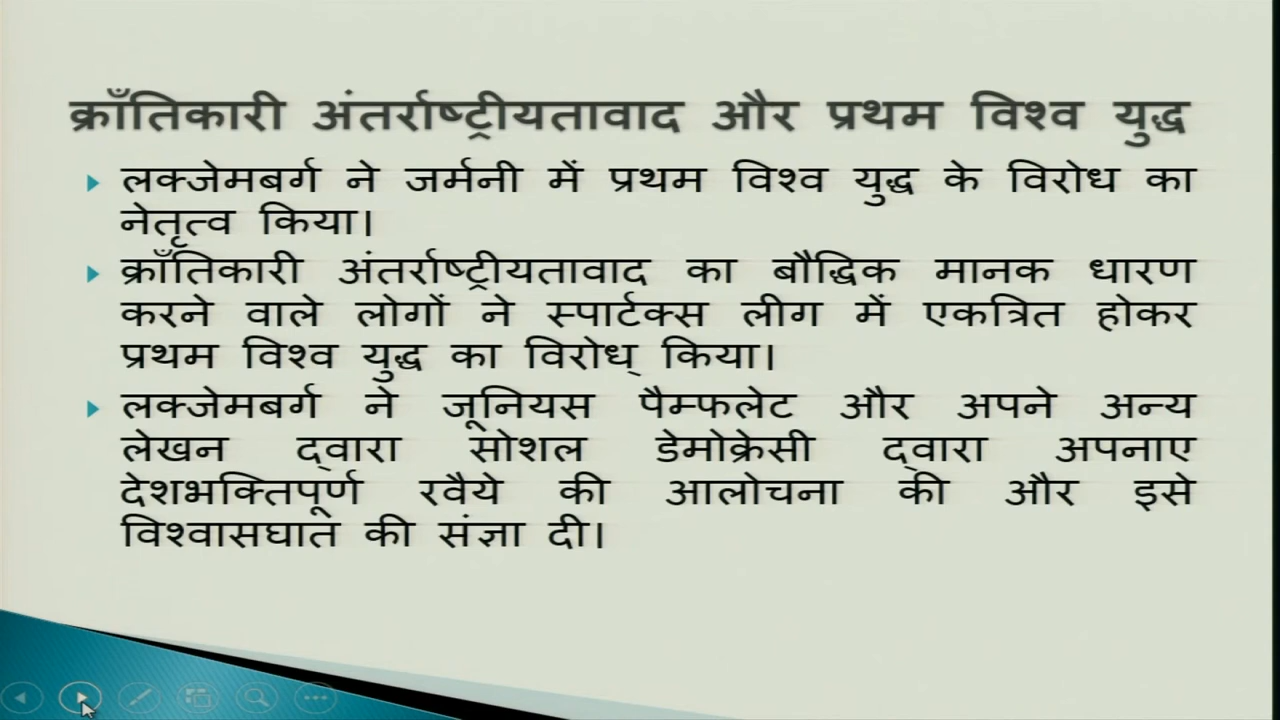 क्राँतिकारी अंतर्राष्ट्रीयतावाद और प्रथम विश्व युद्ध
लक्जेमबर्ग ने जर्मनी में प्रथम विश्व युद्ध के विरोध का
नेतृत्व किया।
क्राँतिकारी अंतर्राष्ट्रीयतावाद का बौद्धिक मानक धारण
करने वाले लोगों ने स्पार्टक्स लीग में एकत्रित होकर
प्रथम विश्व युद्ध का विरोध् किया।
लक्जेमबर्ग ने जूनियस पैम्फलेट और अपने अन्य
लेखन द्वारा सोशल डेमोक्रेसी द्वारा अपनाए
देशभक्तिपूर्ण रवैये की आलोचना की और इसे
विश्वासघात की संज्ञा दी।